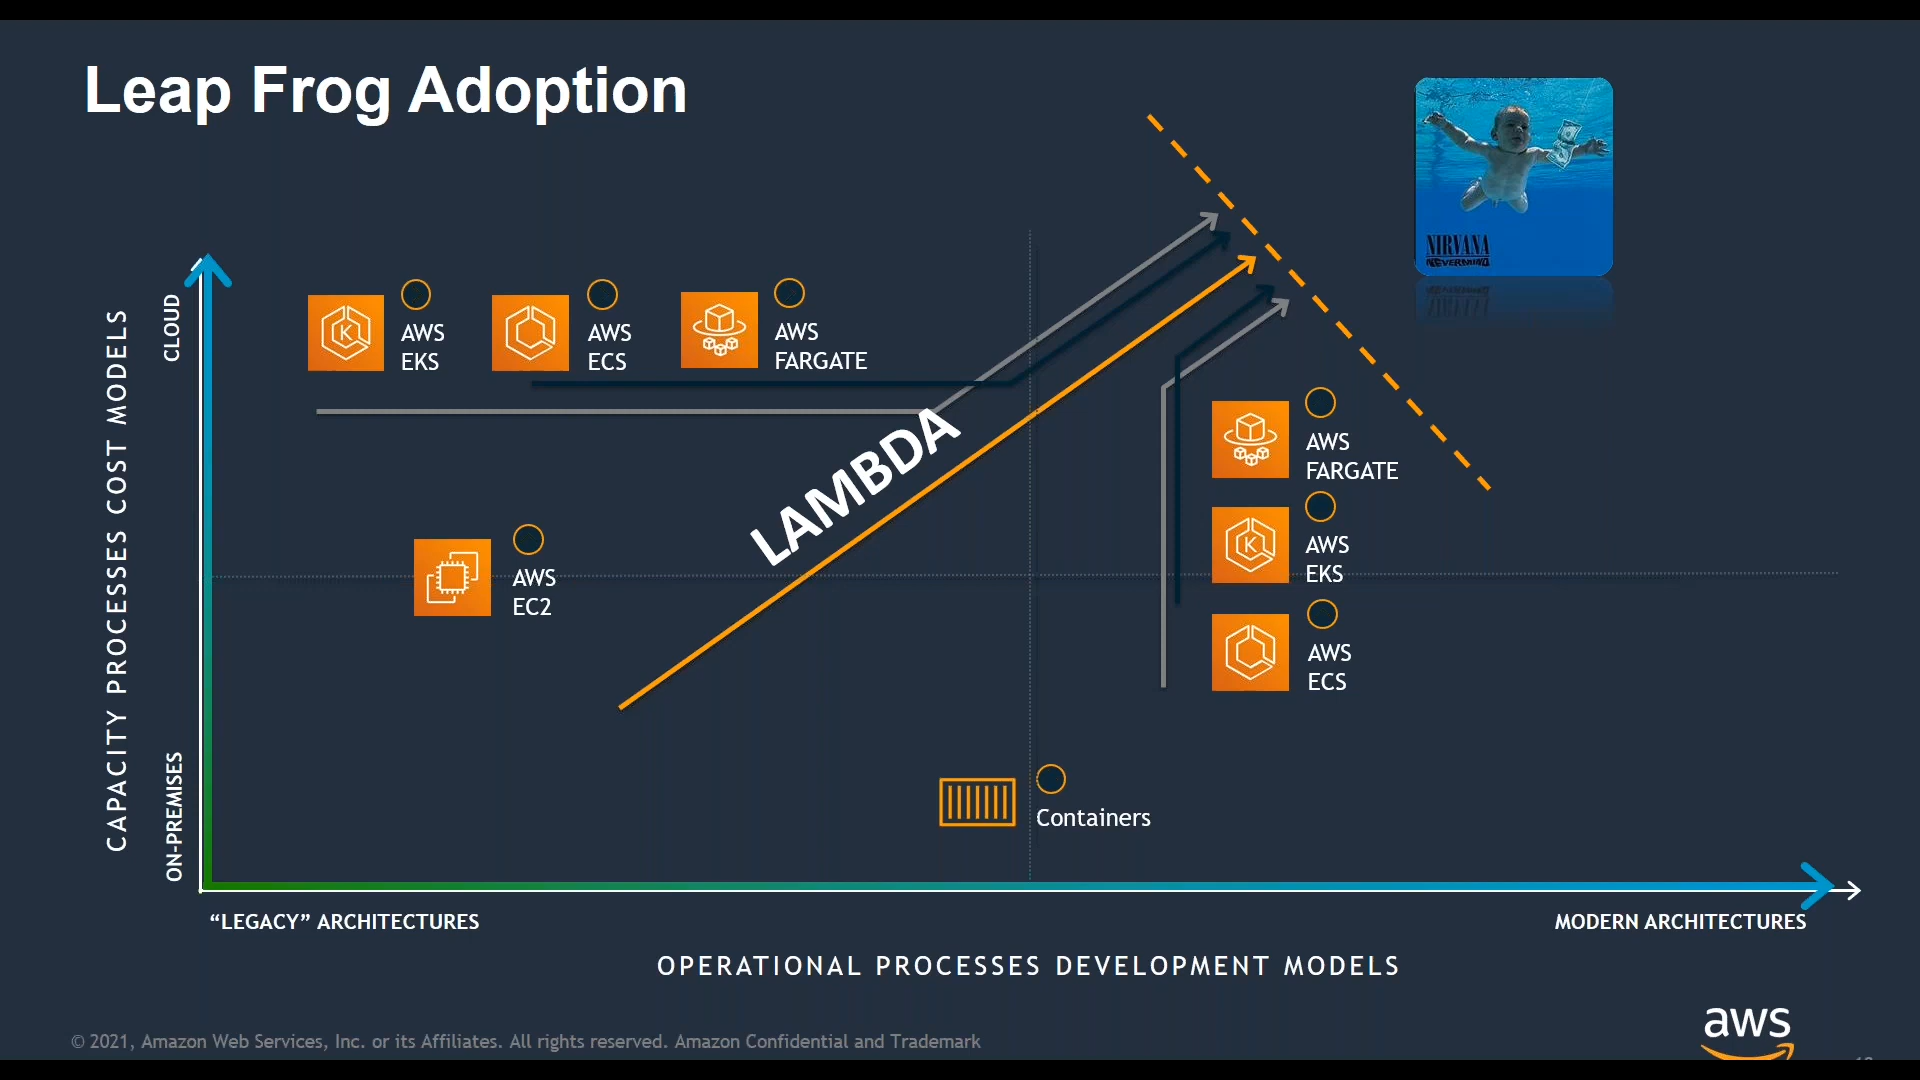 Leap Frog Adoption
NIRVANA
NEVERMIND
CAPACITY PROCESSES COST MODELS
CLOUD
ON-PREMISES
AWS
EKS
AWS
ECS
AWS
FARGATE
LAMBDA
AWS
EC2
AWS
FARGATE
AWS
EKS
AWS
ECS
Containers
“LEGACY” ARCHITECTURES
MODERN ARCHITECTURES
OPERATIONAL PROCESSES DEVELOPMENT MODELS
© 2021, Amazon Web Services, Inc. or its Affiliates. All rights reserved. Amazon Confidential and Trademark
aws